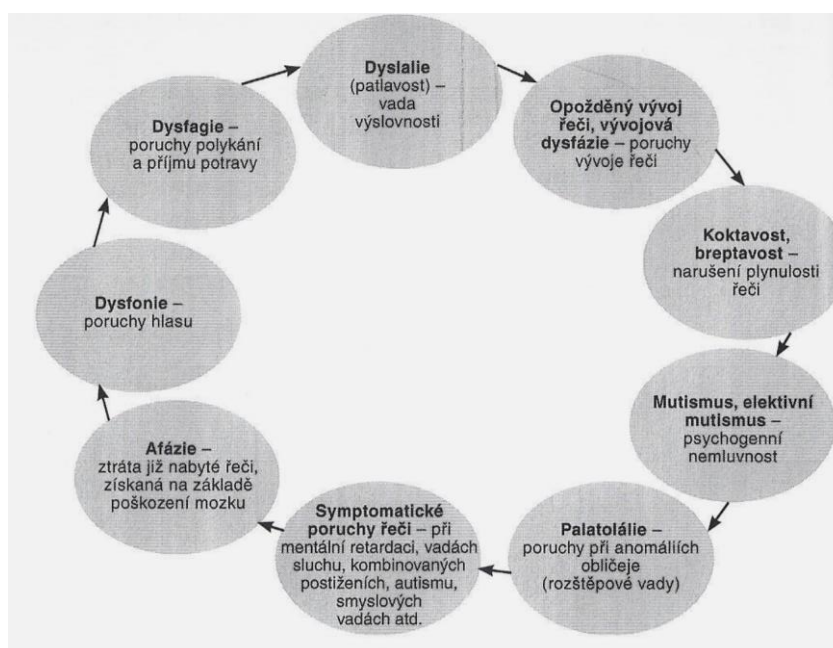 Dyslalie
(patlavost) –
vada
výslovnosti
Opožděný vývoj
řeči, vývojová
dysfázie – poruchy
vývoje řeči
Koktavost,
breptavost –
narušení plynulosti
řeči
Mutismus, elektivní
mutismus –
psychogenní
nemluvnost
Palatolálie –
poruchy při anomáliích
obličeje
(rozštěpové vady)
Symptomatické
poruchy řeči – při
mentální retardaci, vadách
sluchu, kombinovaných
postiženích, autismu,
smyslových
vadách atd.
Afázie –
ztráta již nabyté řeči,
získaná na základě
poškození mozku
Dysfonie –
poruchy hlasu
Dysfagie –
poruchy polykání
a příjmu potravy